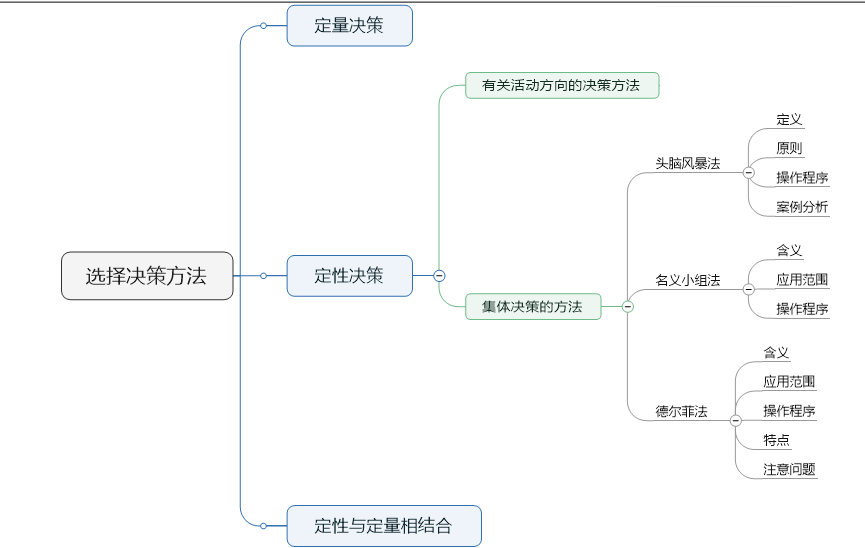 选择决策方法
定量决策
定性决策
有关活动方向的决策方法
集体决策的方法
头脑风暴法
定义
原则
操作程序
案例分析
名义小组法
含义
应用范围
操作程序
德尔菲法
含义
应用范围
操作程序
特点
注意问题
定性与定量相结合